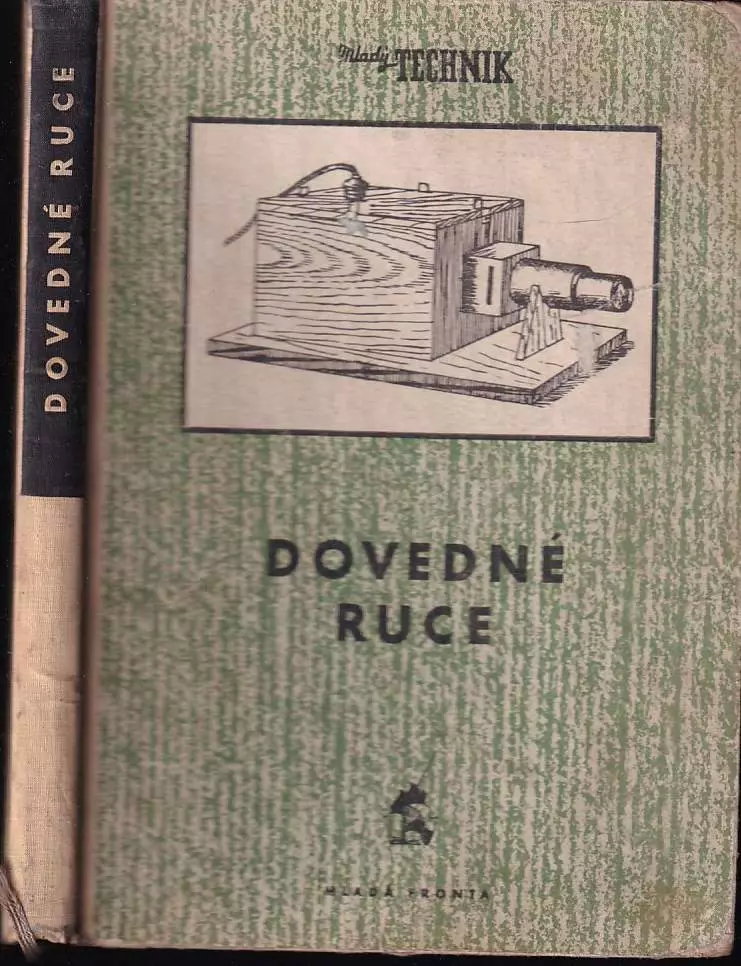 DOVEDNÉ RUCE
Mladý TECHNIK
DOVEDNÉ
RUCE
MLADÁ FRONTA